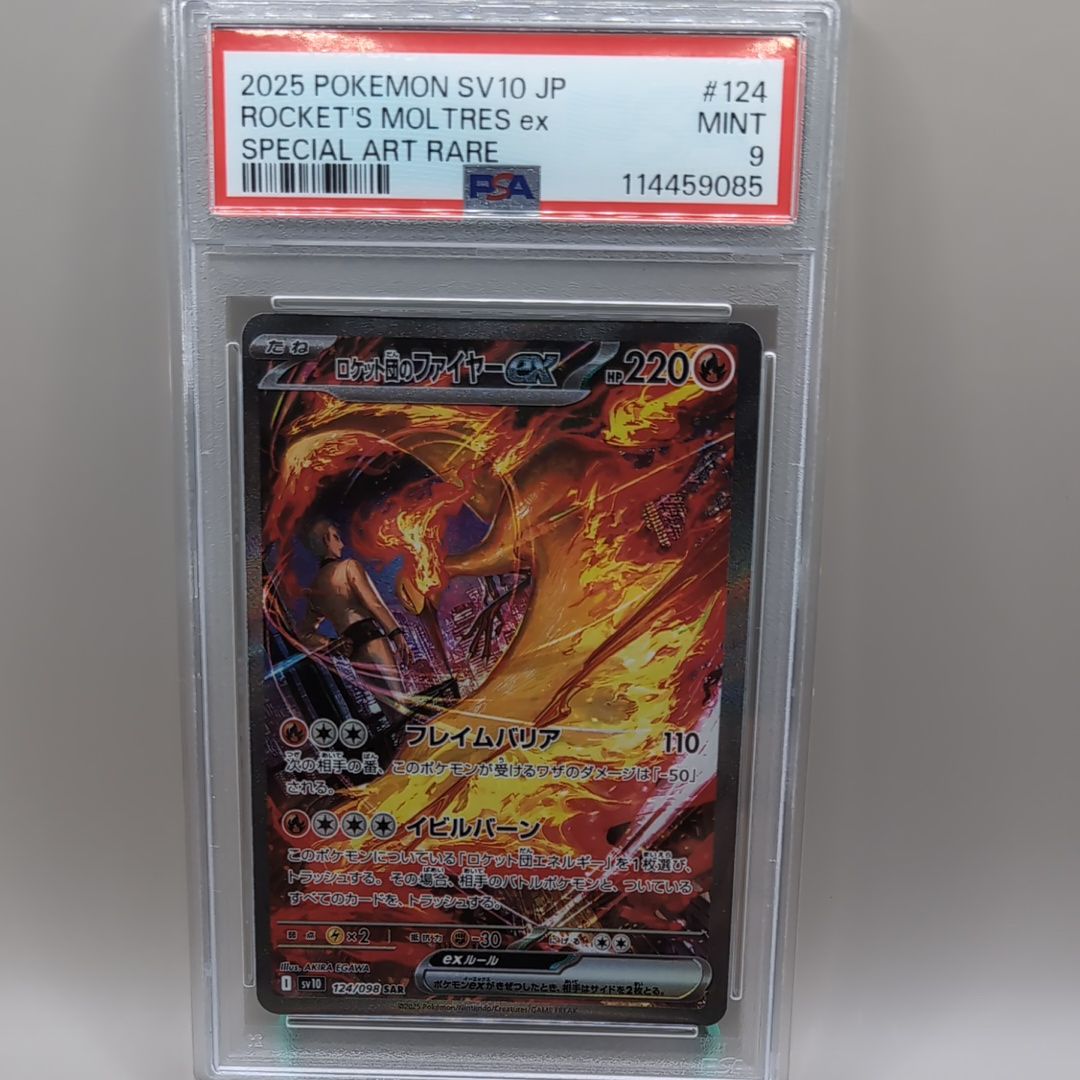 2025 POKEMON SV10 JP #124
ROCKET'S MOLTRES ex MINT
SPECIAL ART RARE 9
PSA 114459085
たね ロケット団のファイヤーex HP220
フレイムバリア 110
次の相手の番、このポケモンが受けるワザのダメージは「-50」
される。
イビルバーン
このポケモンについている「ロケット団エネルギー」を1枚選び、
トラッシュする。その場合、相手のバトルポケモンと、ついている
すべてのカードを、トラッシュする。
弱点 ×2 抵抗力 -30 にげる
exルール
ポケモンexがきぜつしたとき、相手はサイドを2枚とる。
Illus. AKIRA EGAWA
I sv10 124/098 SAR
©2025 Pokémon/Nintendo/Creatures/GAME FREAK